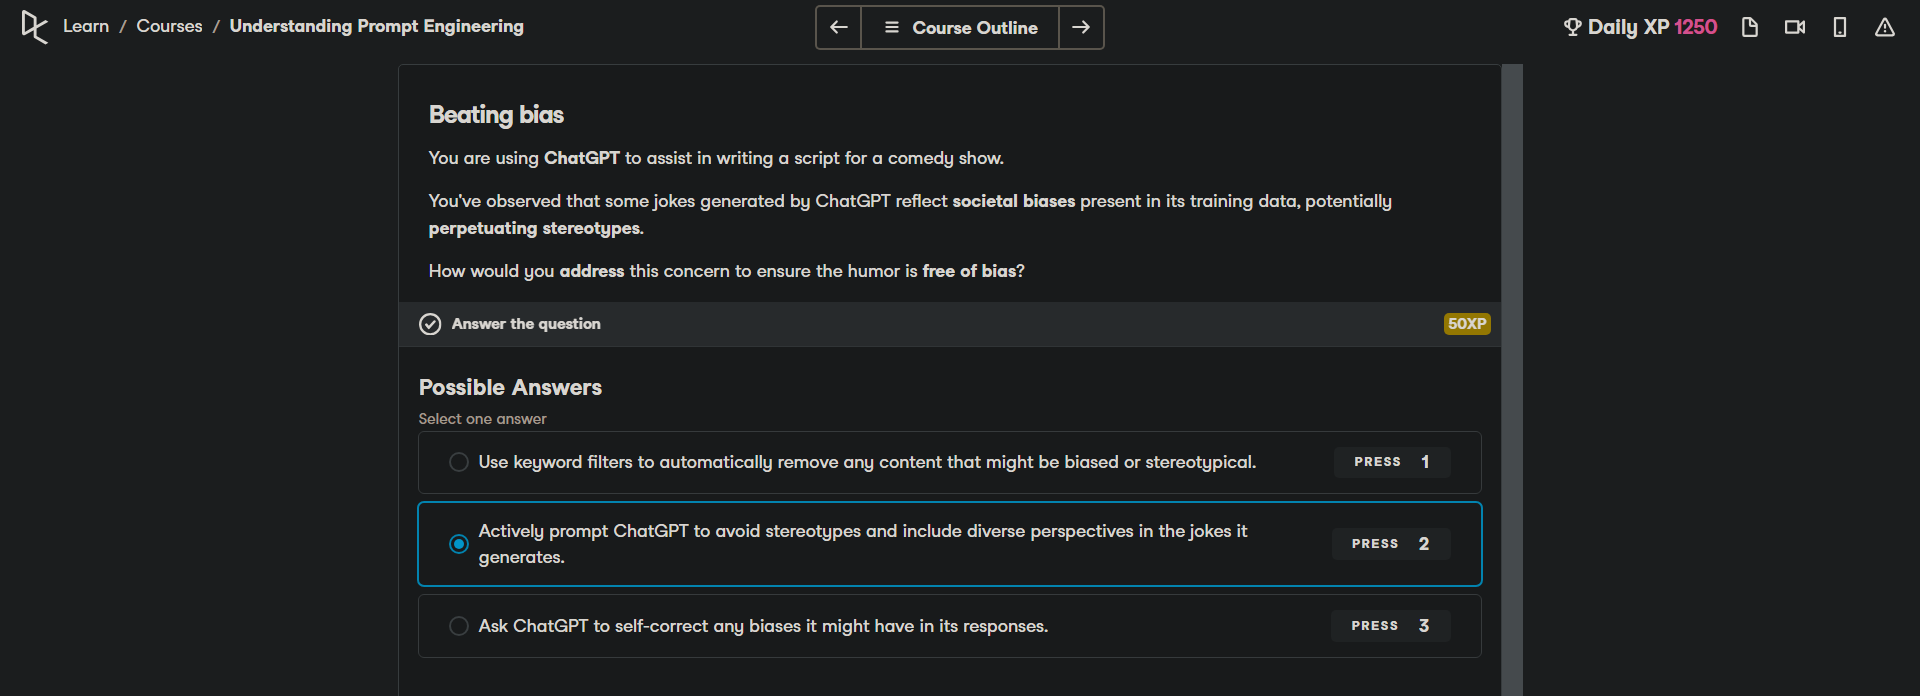 Learn / Courses / Understanding Prompt Engineering
Course Outline
Daily XP 1250
Beating bias
You are using ChatGPT to assist in writing a script for a comedy show.
You've observed that some jokes generated by ChatGPT reflect societal biases present in its training data, potentially
perpetuating stereotypes.
How would you address this concern to ensure the humor is free of bias?
Answer the question
50XP
Possible Answers
Select one answer
Use keyword filters to automatically remove any content that might be biased or stereotypical.
PRESS 1
Actively prompt ChatGPT to avoid stereotypes and include diverse perspectives in the jokes it
generates.
PRESS 2
Ask ChatGPT to self-correct any biases it might have in its responses.
PRESS 3